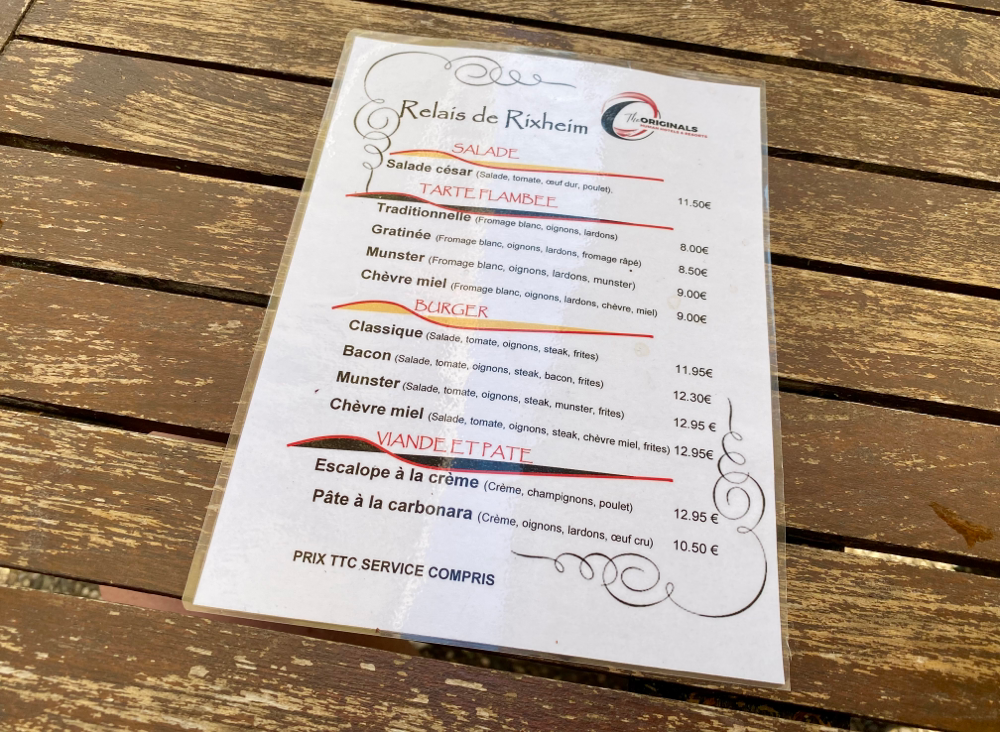 Relais de Rixheim
The ORIGINALS
HUMAN HOTELS & RESORTS
SALADE
Salade césar (Salade, tomate, œuf dur, poulet). 11.50€
TARTE FLAMBEE
Traditionnelle (Fromage blanc, oignons, lardons) 8.00€
Gratinée (Fromage blanc, oignons, lardons, fromage râpé) 8.50€
Munster (Fromage blanc, oignons, lardons, munster) 9.00€
Chèvre miel (Fromage blanc, oignons, lardons, chèvre, miel) 9.00€
BURGER
Classique (Salade, tomate, oignons, steak, frites) 11.95€
Bacon (Salade, tomate, oignons, steak, bacon, frites) 12.30€
Munster (Salade, tomate, oignons, steak, munster, frites) 12.95 €
Chèvre miel (Salade, tomate, oignons, steak, chèvre miel, frites) 12.95€
VIANDE ET PATE
Escalope à la crème (Crème, champignons, poulet) 12.95 €
Pâte à la carbonara (Crème, oignons, lardons, œuf cru) 10.50 €
PRIX TTC SERVICE COMPRIS